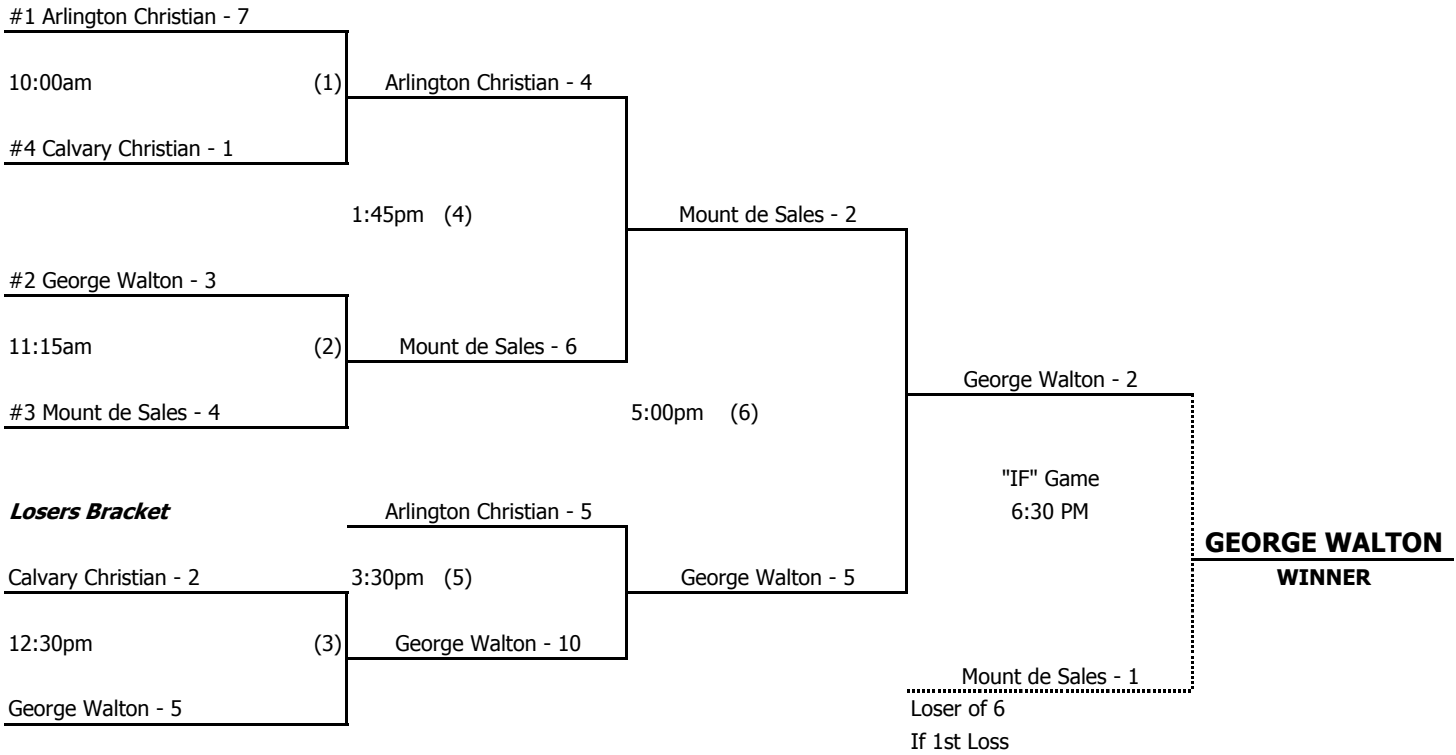 #1 Arlington Christian - 7
10:00am (1) Arlington Christian - 4
#4 Calvary Christian - 1
1:45pm (4) Mount de Sales - 2
#2 George Walton - 3
11:15am (2) Mount de Sales - 6
George Walton - 2
#3 Mount de Sales - 4 5:00pm (6)
"IF" Game
Losers Bracket Arlington Christian - 5 6:30 PM
GEORGE WALTON
Calvary Christian - 2 3:30pm (5) George Walton - 5 WINNER
12:30pm (3) George Walton - 10
Mount de Sales - 1
George Walton - 5 Loser of 6
If 1st Loss